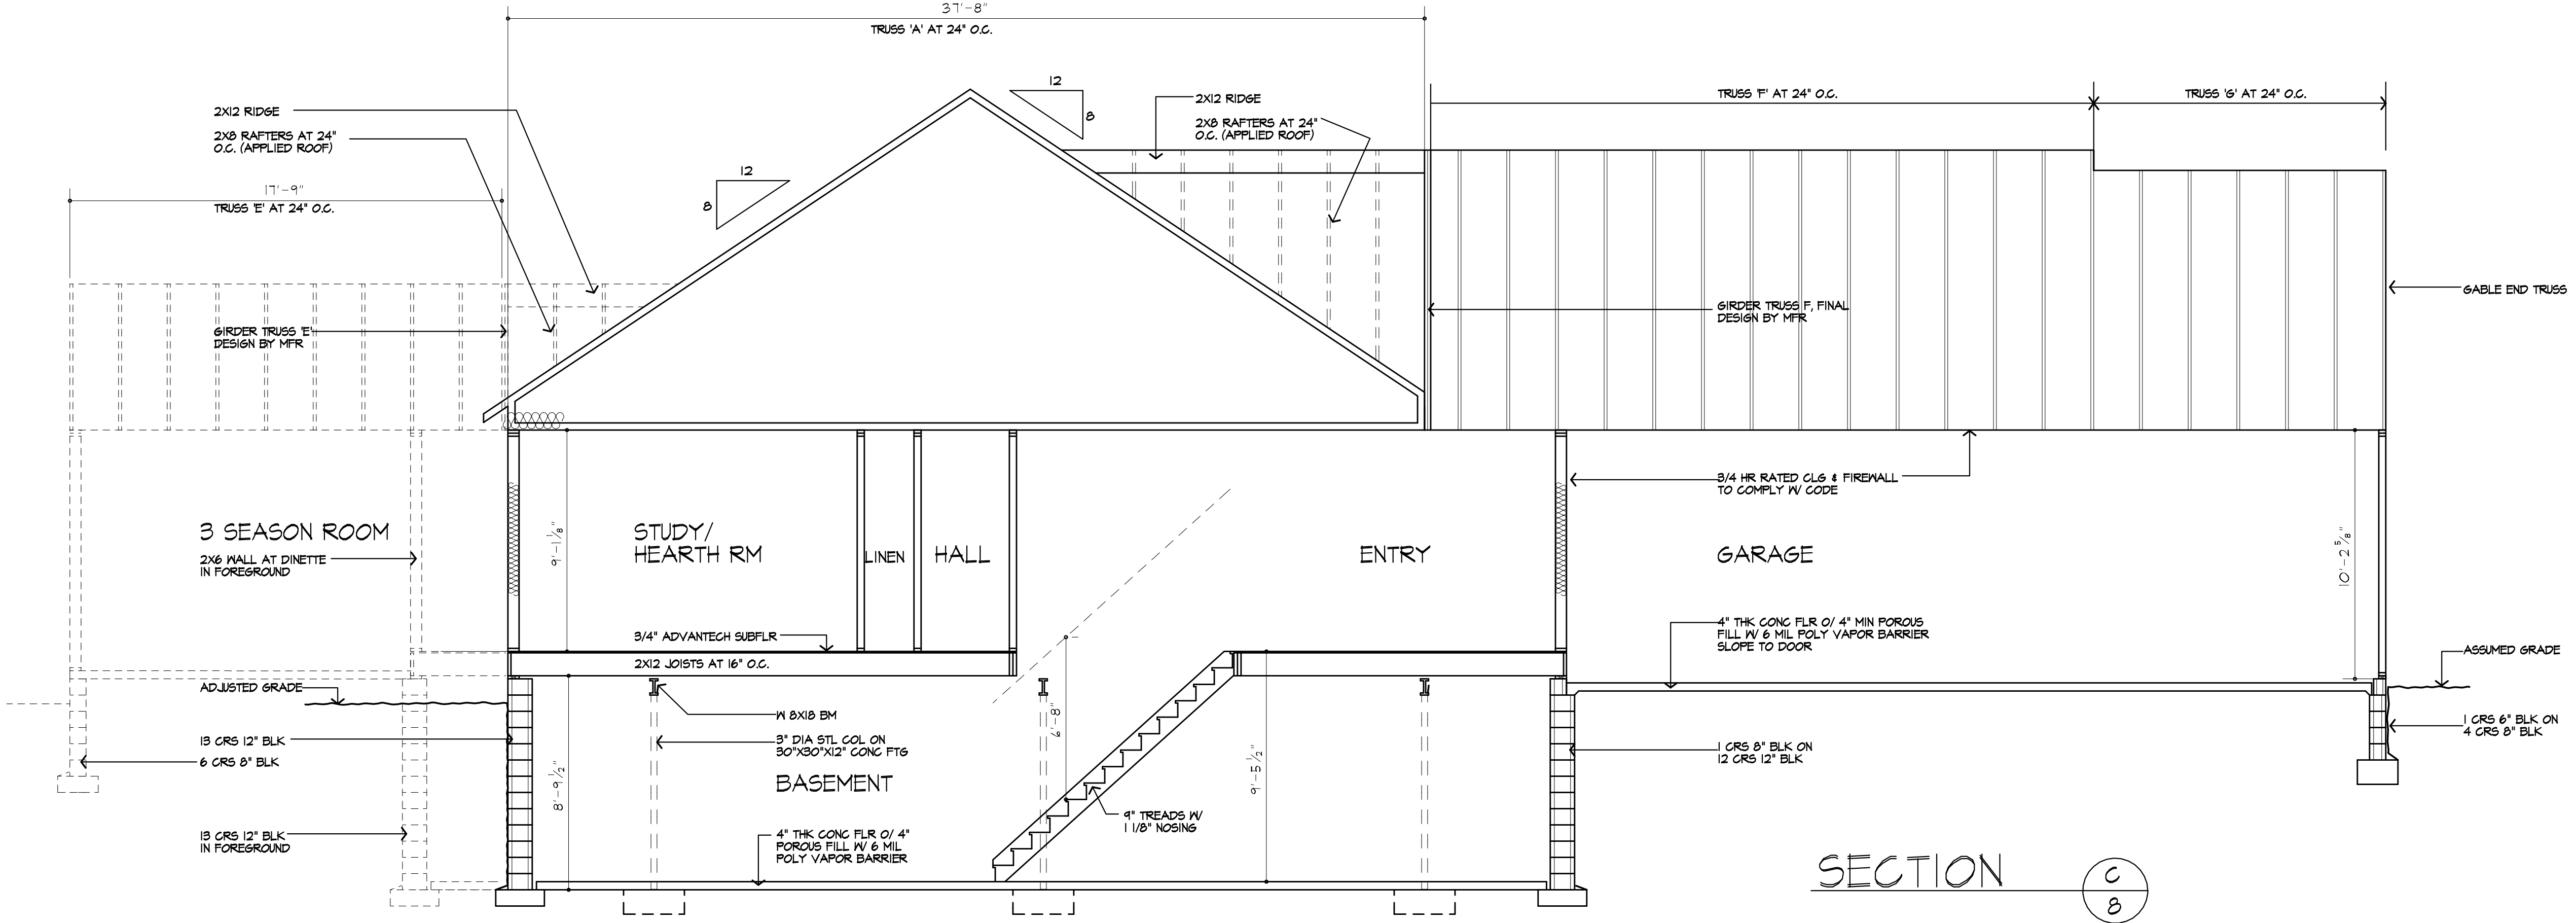 37'-8"
TRUSS 'A' AT 24" O.C.
12
8
2X12 RIDGE
2X8 RAFTERS AT 24"
O.C. (APPLIED ROOF)
TRUSS 'F' AT 24" O.C.
TRUSS 'G' AT 24" O.C.
2X12 RIDGE
2X8 RAFTERS AT 24"
O.C. (APPLIED ROOF)
12
8
17'-9"
TRUSS 'E' AT 24" O.C.
GIRDER TRUSS 'E'
DESIGN BY MFR
GIRDER TRUSS F, FINAL
DESIGN BY MFR
GABLE END TRUSS
3 SEASON ROOM
2X6 WALL AT DINETTE
IN FOREGROUND
9'-1 1/8"
STUDY/
HEARTH RM
LINEN
HALL
ENTRY
3/4 HR RATED CLG & FIREWALL
TO COMPLY W/ CODE
GARAGE
10'-2 5/8"
3/4" ADVANTECH SUBFLR
2X12 JOISTS AT 16" O.C.
4" THK CONC FLR O/ 4" MIN POROUS
FILL W/ 6 MIL POLY VAPOR BARRIER
SLOPE TO DOOR
ASSUMED GRADE
ADJUSTED GRADE
13 CRS 12" BLK
6 CRS 8" BLK
13 CRS 12" BLK
IN FOREGROUND
8'-9 1/2"
W 8X18 BM
3" DIA STL COL ON
30"X30"X12" CONC FTG
BASEMENT
4" THK CONC FLR O/ 4"
POROUS FILL W/ 6 MIL
POLY VAPOR BARRIER
6'-8"
9" TREADS W/
1 1/8" NOSING
9'-5 1/2"
1 CRS 8" BLK ON
12 CRS 12" BLK
1 CRS 6" BLK ON
4 CRS 8" BLK
SECTION
C
8